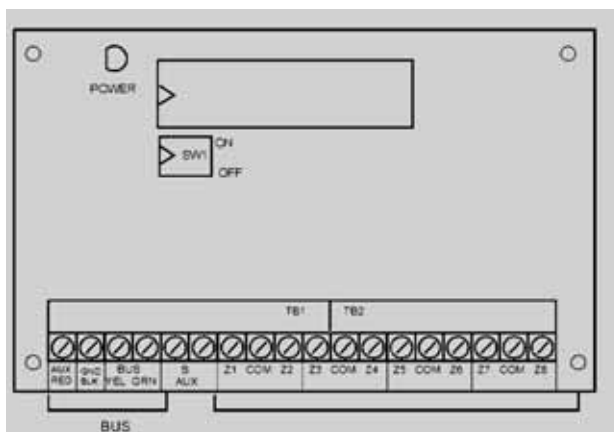 POWER
ON
SW1
OFF
TB1 TB2
AUX GND BUS S Z1 COM Z2 Z3 COM Z4 Z5 COM Z6 Z7 COM Z8
RED BLK YEL GRN AUX
BUS